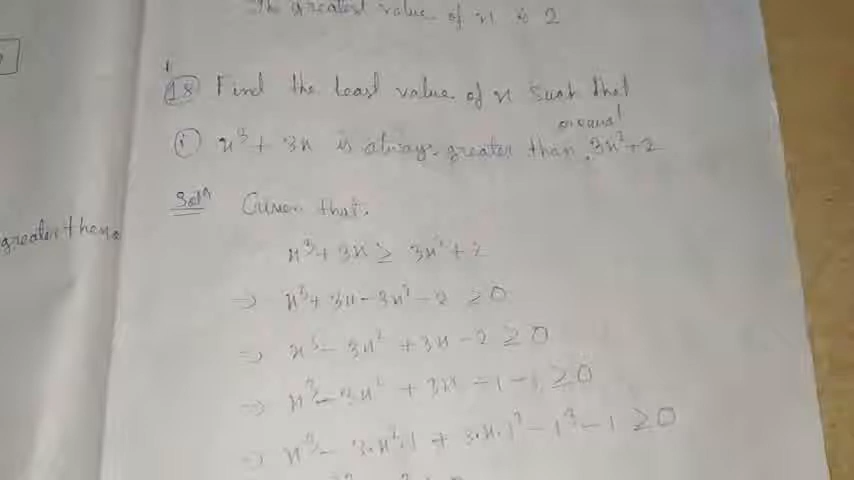 The greatest value of x is 2
18 Find the least value of x such that
or equal
i x³ + 3x is always greater than 3x² + 2
Solⁿ Given that,
greater then
x³ + 3x ≥ 3x² + 2
⇒ x³ + 3x - 3x² - 2 ≥ 0
⇒ x³ - 3x² + 3x - 2 ≥ 0
⇒ x³ - 3x² + 3x - 1 - 1 ≥ 0
⇒ x³ - 3.x².1 + 3.x.1² - 1³ - 1 ≥ 0